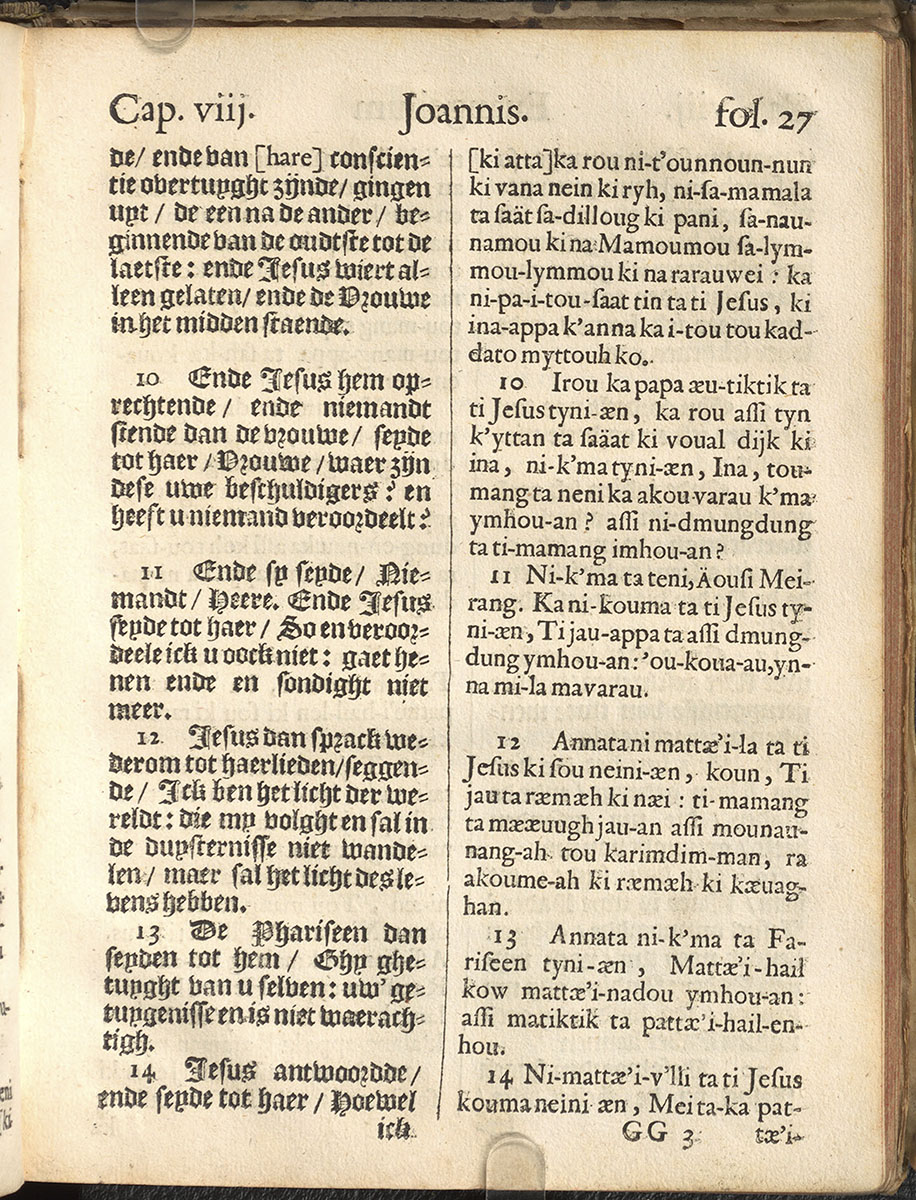 Cap. viij. Joannis. fol. 27
de/ ende van [hare] conscien=
tie overtuyght zijnde/ gingen
uyt / de een na de ander / be=
ginnende van de oudtste tot de
laetste : ende Jesus wiert al=
leen gelaten/ ende de Vrouwe
in het midden staende.
10 Ende Jesus hem op=
rechtende / ende niemandt
siende dan de vrouwe/ seyde
tot haer / Vrouwe / waer zijn
dese uwe beschuldigers ? en
heeft u niemand veroordeelt ?
11 Ende sy seyde/ Nie=
mandt/ Heere. Ende Jesus
seyde tot haer / So en veroor=
deele ick u oock niet : gaet he=
nen ende en sondight niet
meer.
12 Jesus dan sprack we=
derom tot haerlieden/seggen=
de/ Ick ben het licht der we=
reldt : die my volght en sal in
de duysternisse niet wande=
len/ maer sal het licht des le=
vens hebben.
13 De Phariseen dan
seyden tot hem / Ghy ghe=
tuyght van u selven : uw' ge=
tuygenisse en is niet waerach=
tigh.
14 Jesus antwoordde/
ende seyde tot haer / Hoewel
ick
[ki atta]ka rou ni-t'ounnoun-nun
ki vana nein ki ryh, ni-sa-mamala
ta saät sa-dilloug ki pani, sa-nau-
namou ki na Mamoumou sa-lym-
mou-lymmou ki na rarauwei : ka
ni-pa-i-tou-saat tin ta ti Jesus, ki
ina-appa k'anna ka i-tou tou kad-
dato myttouh ko.
10 Irou ka papa æu-tiktik ta
ti Jesus tyni-æn, ka rou assi tyn
k'yttan ta saäat ki voual dijk ki
ina, ni-k'ma tyni-æn, Ina, tou-
mang ta neni ka akou varau k'ma
ymhou-an ? assi ni-dmungdung
ta ti-mamang imhou-an?
11 Ni-k'ma ta teni, Äousi Mei-
rang. Ka ni-kouma ta ti Jesus ty-
ni-æn, Ti jau-appa ta assi dmung-
dung ymhou-an: 'ou-koua-au, yn-
na mi-la mavarau.
12 Annata ni mattæ'i-la ta ti
Jesus ki sou neini-æn, koun, Ti
jau ta ræmæh ki næi : ti-mamang
ta mææuugh jau-an assi mounau-
nang-ah tou karimdim-man, ra
akoume-ah ki ræmæh ki kæuag-
han.
13 Annata ni-k'ma ta Fa-
riseen tyni-æn , Mattæ'i-hail
kow mattæ'i-nadou ymhou-an:
assi matiktik ta pattæ'i-hail-en-
hou.
14 Ni-mattæ'i-v'lli ta ti Jesus
kouma neini æn, Mei ta-ka pat-
GG 3 tæ'i-